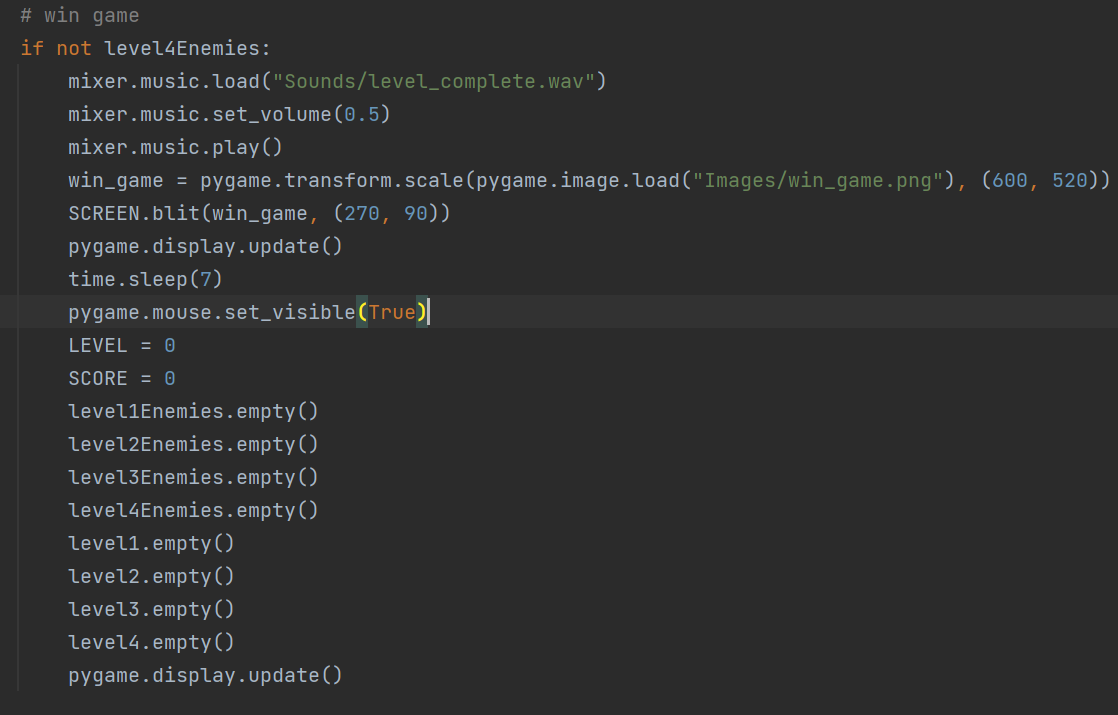 # win game
if not level4Enemies:
mixer.music.load("Sounds/level_complete.wav")
mixer.music.set_volume(0.5)
mixer.music.play()
win_game = pygame.transform.scale(pygame.image.load("Images/win_game.png"), (600, 520))
SCREEN.blit(win_game, (270, 90))
pygame.display.update()
time.sleep(7)
pygame.mouse.set_visible(True)
LEVEL = 0
SCORE = 0
level1Enemies.empty()
level2Enemies.empty()
level3Enemies.empty()
level4Enemies.empty()
level1.empty()
level2.empty()
level3.empty()
level4.empty()
pygame.display.update()